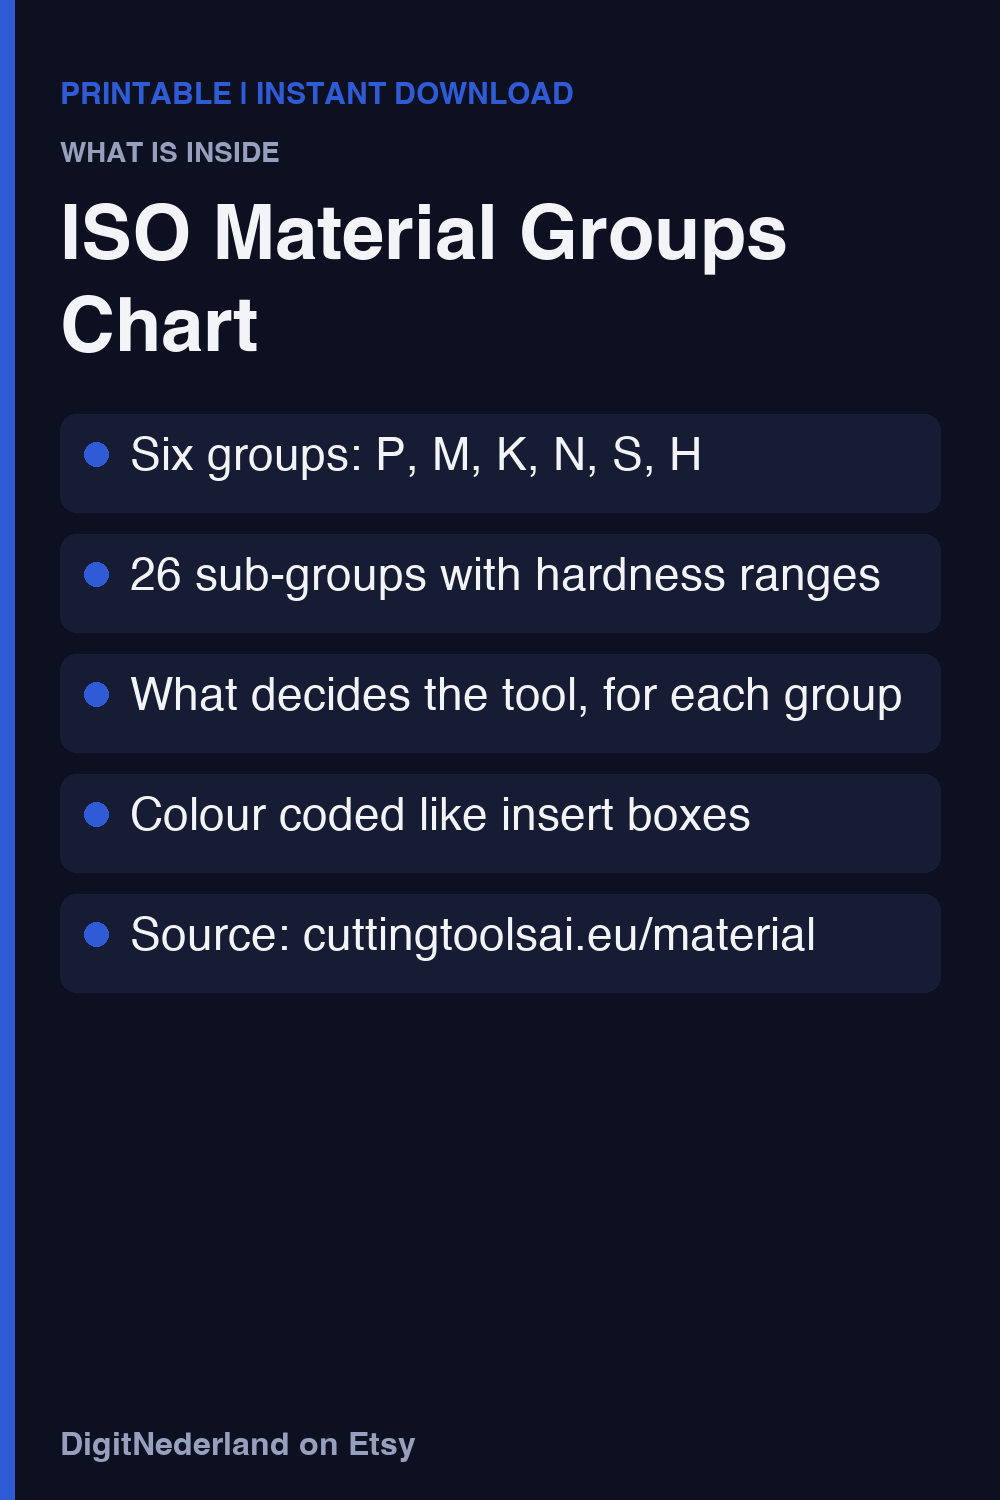 PRINTABLE | INSTANT DOWNLOAD
WHAT IS INSIDE
ISO Material Groups
Chart
Six groups: P, M, K, N, S, H
26 sub-groups with hardness ranges
What decides the tool, for each group
Colour coded like insert boxes
Source: cuttingtoolsai.eu/material
DigitNederland on Etsy